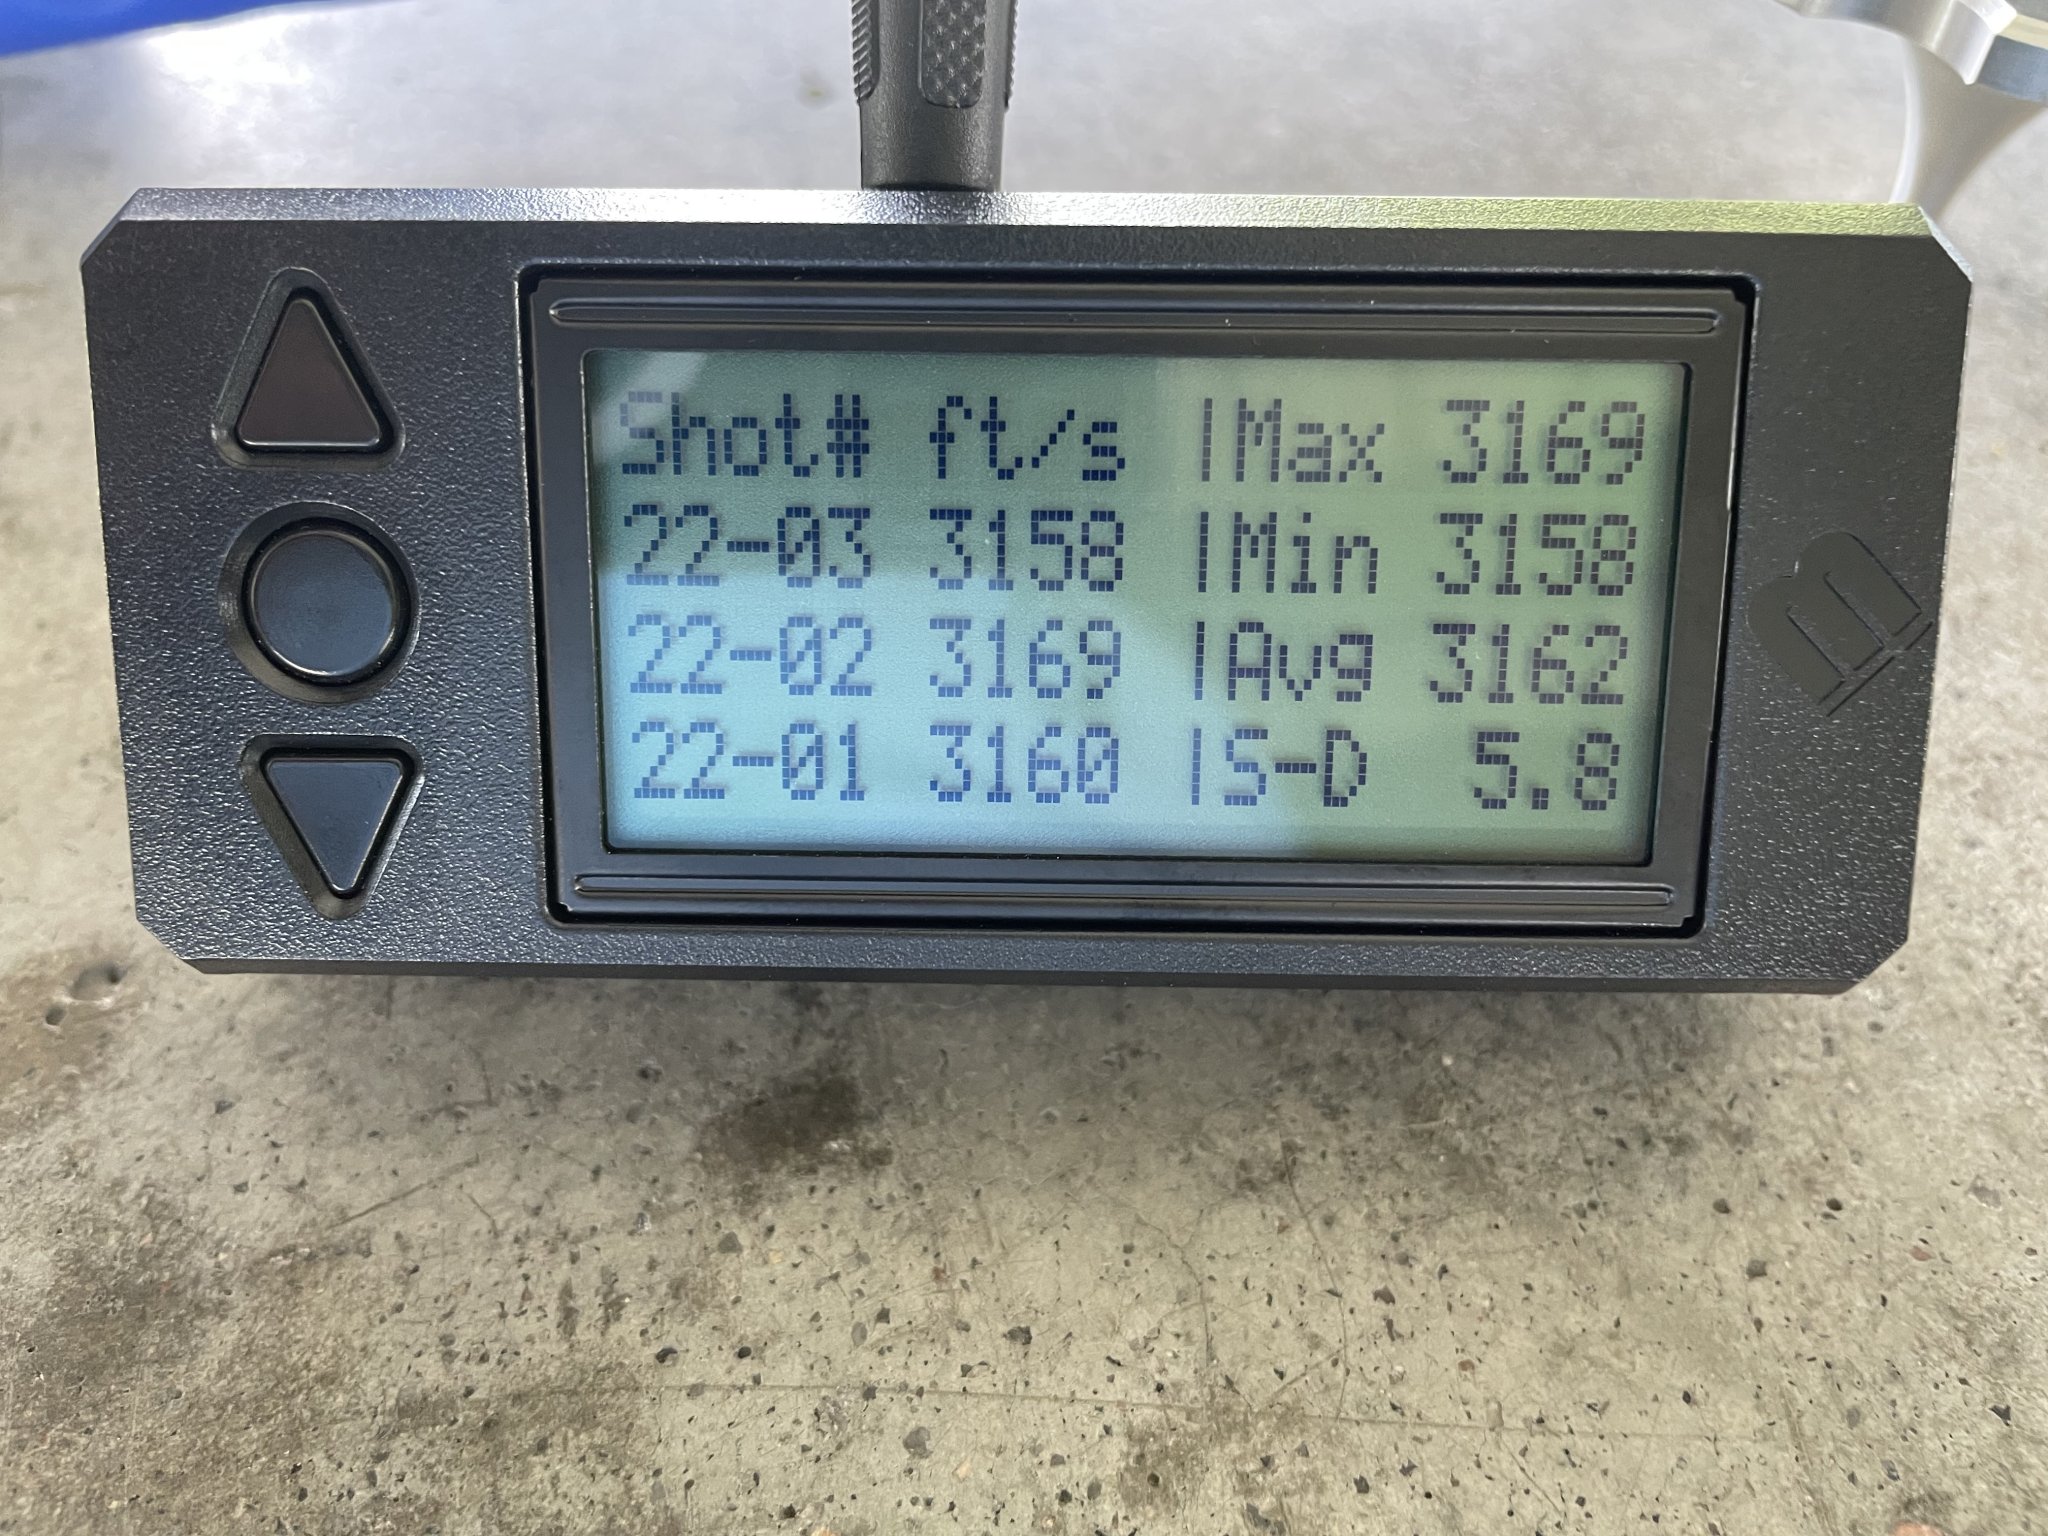 Shot# ft/s |Max 3169
22-03 3158 |Min 3158
22-02 3169 |Avg 3162
22-01 3160 |S-D 5.8